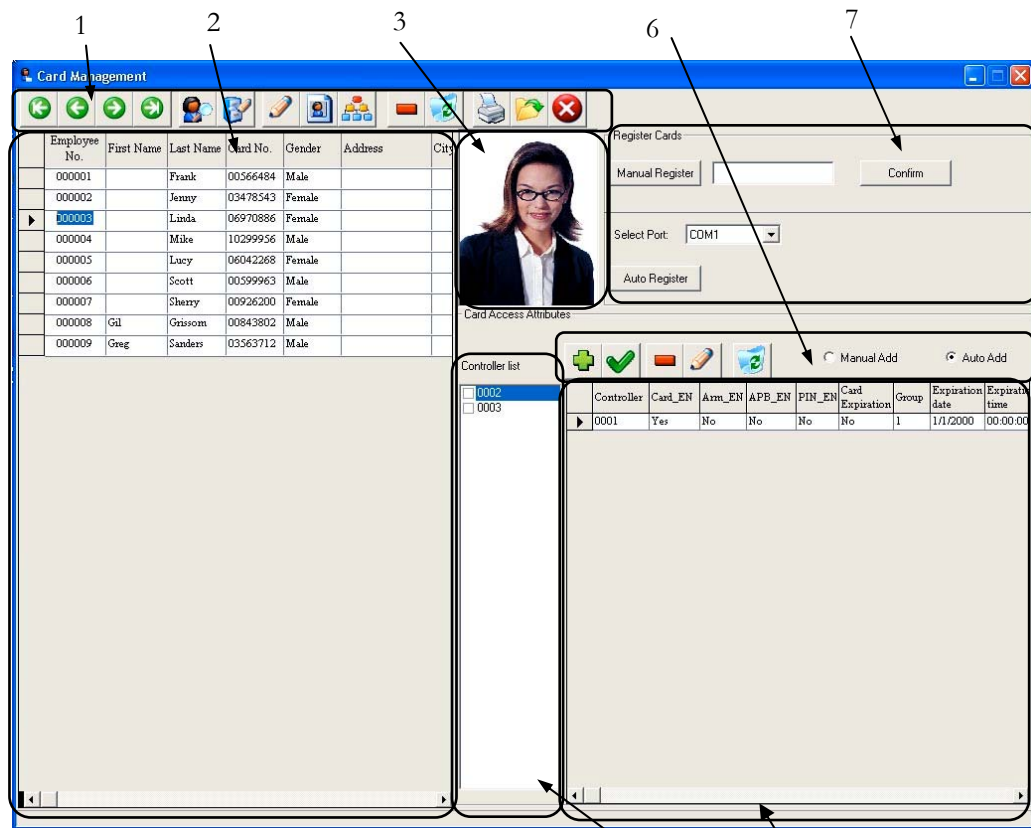 1 2 3 6 7
Card Management
Employee No. First Name Last Name Card No. Gender Address City
000001 Frank 00566484 Male
000002 Jenny 03478543 Female
000003 Linda 06970886 Female
000004 Mike 10299956 Male
000005 Lucy 06042268 Female
000006 Scott 00599963 Male
000007 Sherry 00926200 Female
000008 Gil Grissom 00843802 Male
000009 Greg Sanders 03563712 Male
Register Cards
Manual Register Confirm
Select Port: COM1
Auto Register
Card Access Attributes
Controller list
0002
0003
Manual Add Auto Add
Controller Card_EN Arm_EN APB_EN PIN_EN Card Expiration Group Expiration date Expiratio time
0001 Yes No No No No 1 1/1/2000 00:00:00